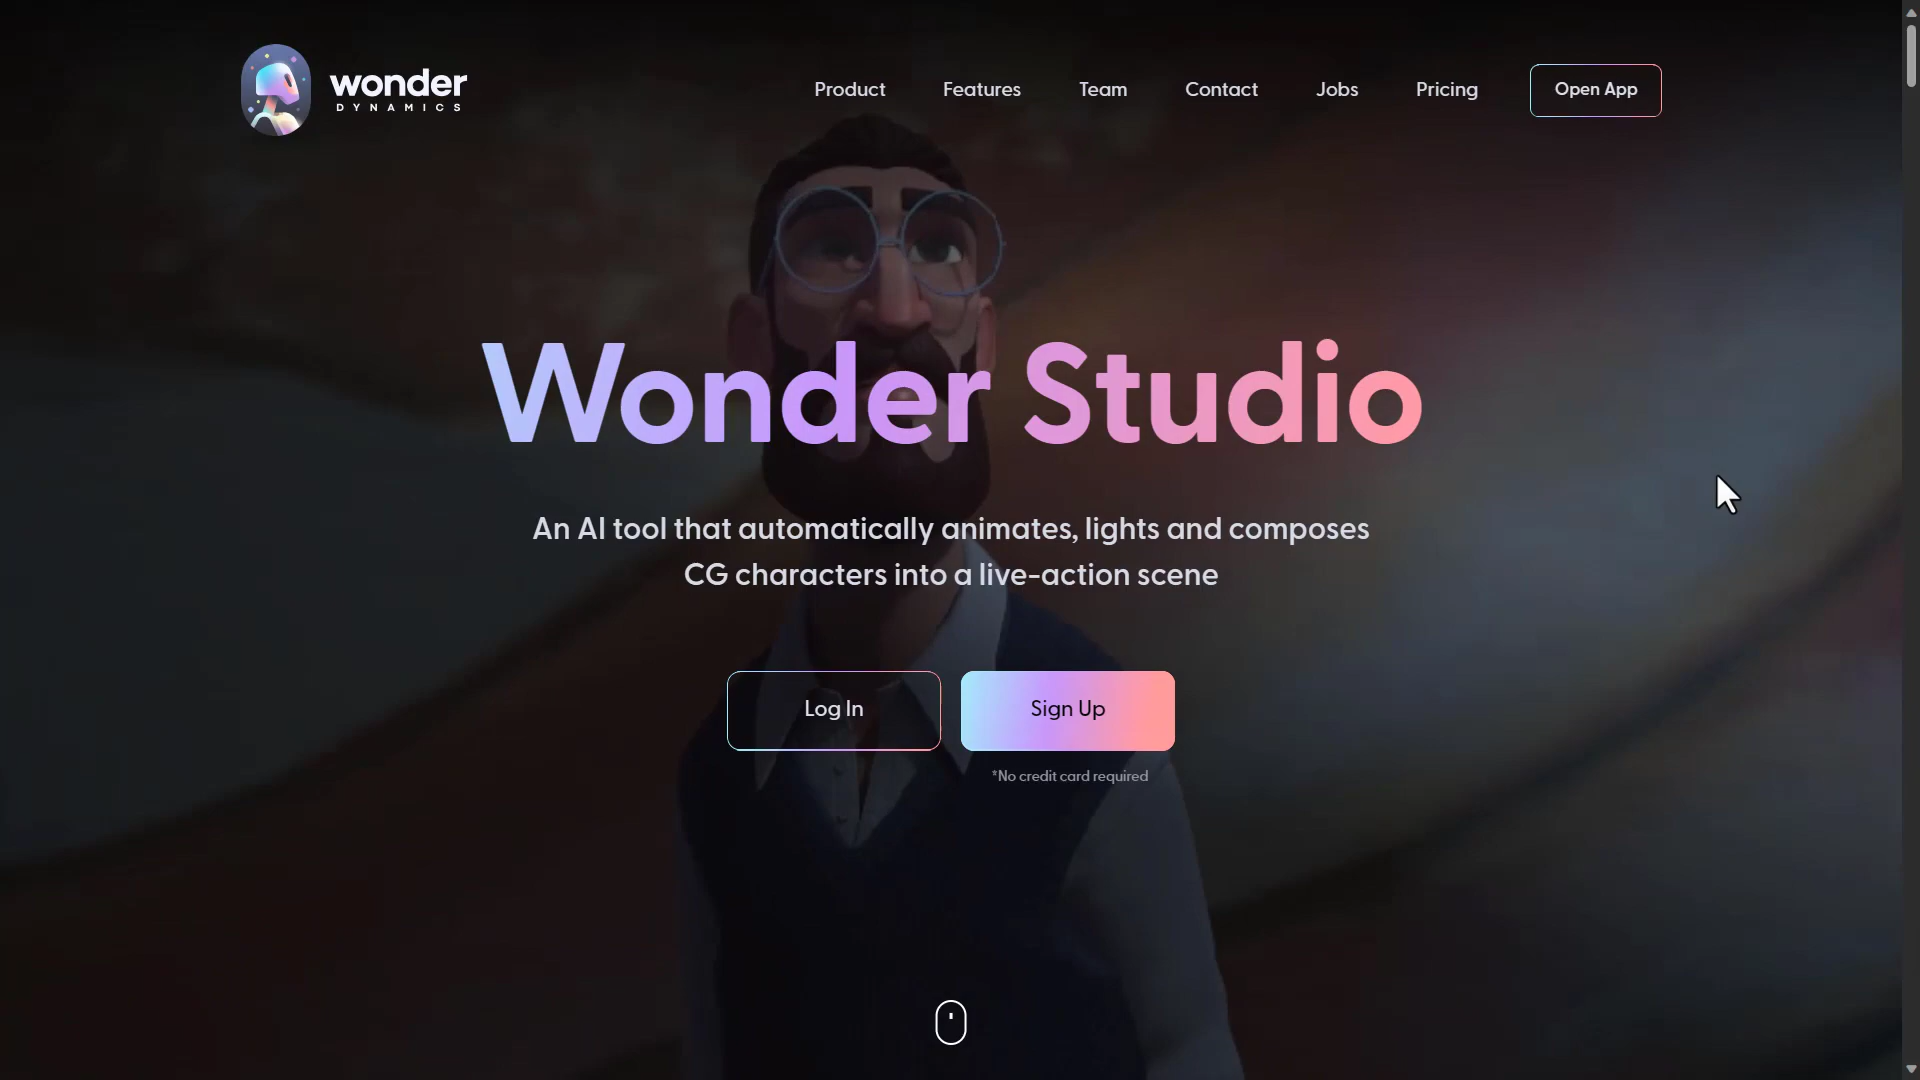 wonder
DYNAMICS
Product
Features
Team
Contact
Jobs
Pricing
Open App
Wonder Studio
An AI tool that automatically animates, lights and composes
CG characters into a live-action scene
Log In
Sign Up
*No credit card required